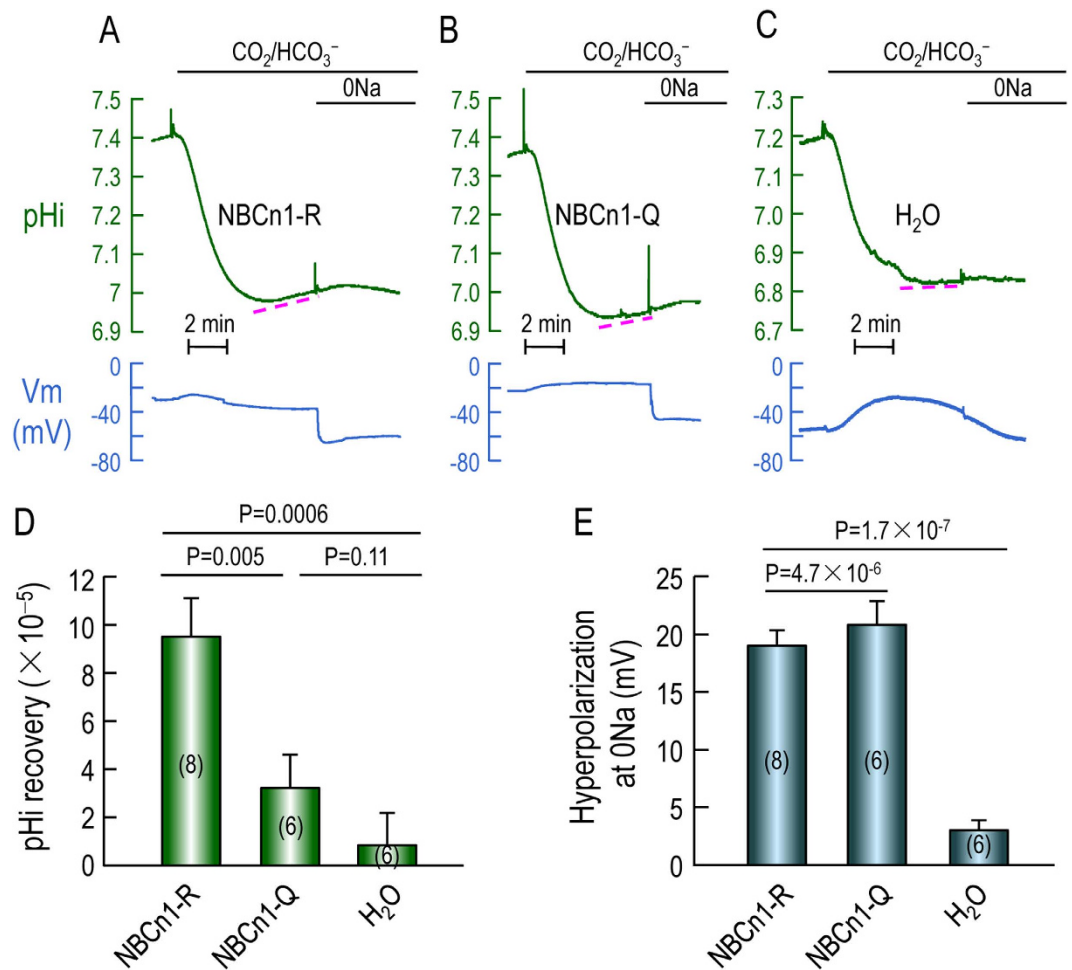 A
CO₂/HCO₃⁻
0Na
7.5
7.4
7.3
7.2
7.1
7
6.9
pHi
NBCn1-R
2 min
0
-40
-80
Vm
(mV)
B
CO₂/HCO₃⁻
0Na
7.5
7.4
7.3
7.2
7.1
7.0
6.9
NBCn1-Q
2 min
0
-40
-80
C
CO₂/HCO₃⁻
0Na
7.3
7.2
7.1
7.0
6.9
6.8
6.7
H₂O
2 min
0
-40
-80
D
P=0.0006
P=0.005
P=0.11
pHi recovery (×10⁻⁵)
12
10
8
6
4
2
0
(8)
(6)
(6)
NBCn1-R
NBCn1-Q
H₂O
E
P=1.7×10⁻⁷
P=4.7×10⁻⁶
Hyperpolarization
at 0Na (mV)
25
20
15
10
5
0
(8)
(6)
(6)
NBCn1-R
NBCn1-Q
H₂O